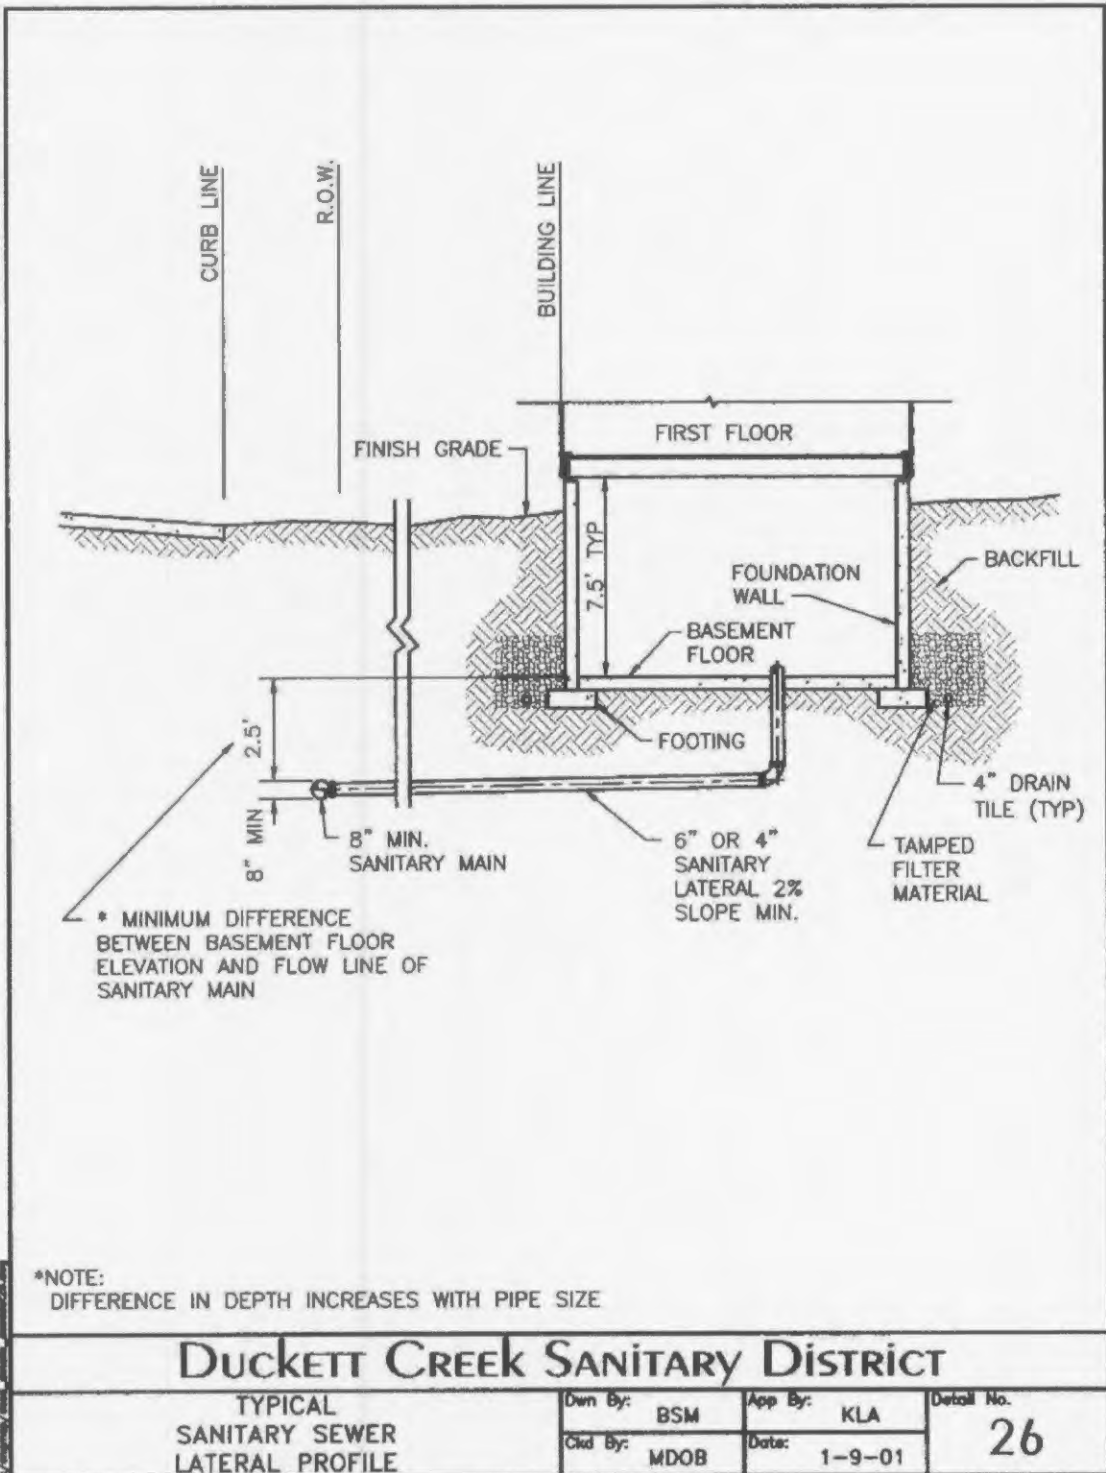 CURB LINE
R.O.W.
BUILDING LINE
FIRST FLOOR
FINISH GRADE
7.5' TYP
FOUNDATION
WALL
BACKFILL
BASEMENT
FLOOR
2.5'
FOOTING
8" MIN
8" MIN.
SANITARY MAIN
6" OR 4"
SANITARY
LATERAL 2%
SLOPE MIN.
4" DRAIN
TILE (TYP)
TAMPED
FILTER
MATERIAL
* MINIMUM DIFFERENCE
BETWEEN BASEMENT FLOOR
ELEVATION AND FLOW LINE OF
SANITARY MAIN
*NOTE:
DIFFERENCE IN DEPTH INCREASES WITH PIPE SIZE
DUCKETT CREEK SANITARY DISTRICT
TYPICAL
SANITARY SEWER
LATERAL PROFILE
Dwn By: BSM
App By: KLA
Detail No.
26
Ckd By: MDOB
Date: 1-9-01